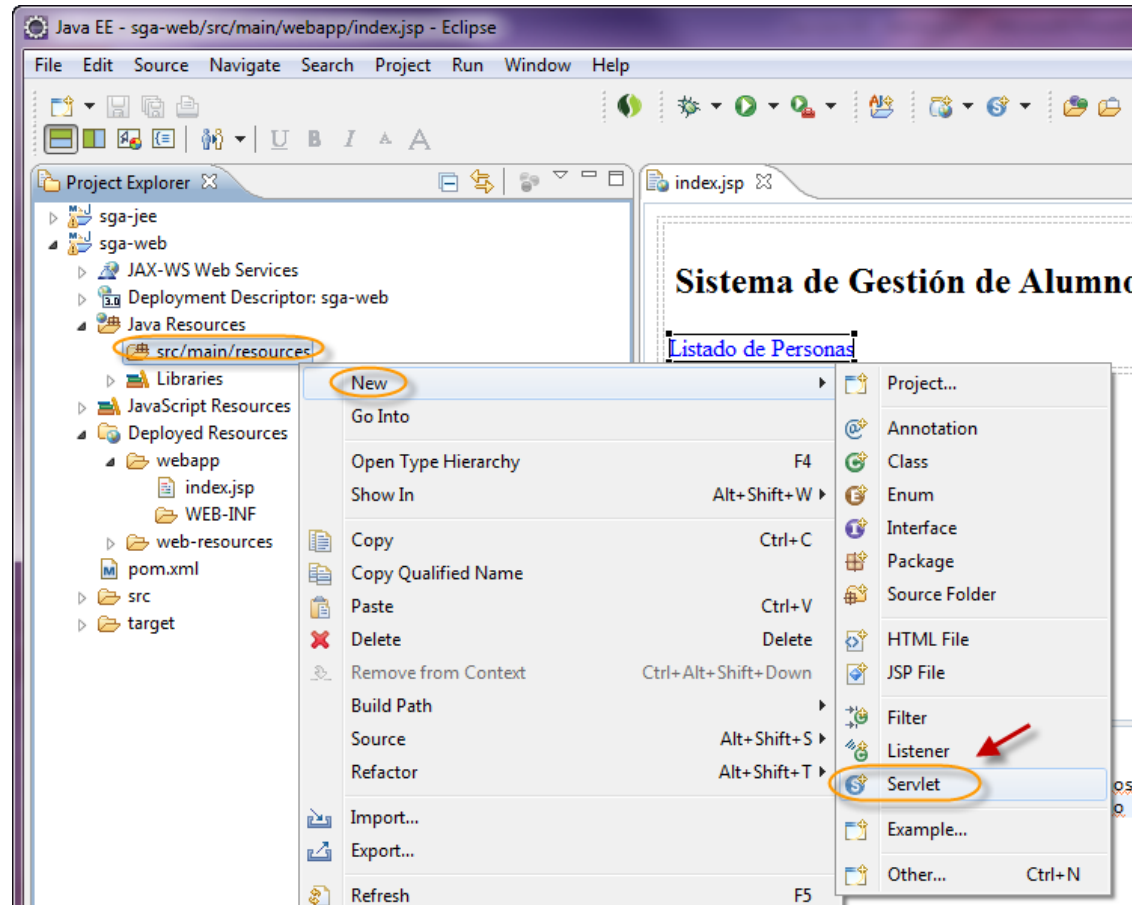 Java EE - sga-web/src/main/webapp/index.jsp - Eclipse
File Edit Source Navigate Search Project Run Window Help
Project Explorer
index.jsp
sga-jee
sga-web
JAX-WS Web Services
Deployment Descriptor: sga-web
Java Resources
src/main/resources
Libraries
JavaScript Resources
Deployed Resources
webapp
index.jsp
WEB-INF
web-resources
pom.xml
src
target
Sistema de Gestión de Alumno
Listado de Personas
New
Go Into
Open Type Hierarchy F4
Show In Alt+Shift+W
Copy Ctrl+C
Copy Qualified Name
Paste Ctrl+V
Delete Delete
Remove from Context Ctrl+Alt+Shift+Down
Build Path
Source Alt+Shift+S
Refactor Alt+Shift+T
Import...
Export...
Refresh F5
Project...
Annotation
Class
Enum
Interface
Package
Source Folder
HTML File
JSP File
Filter
Listener
Servlet
Example...
Other... Ctrl+N